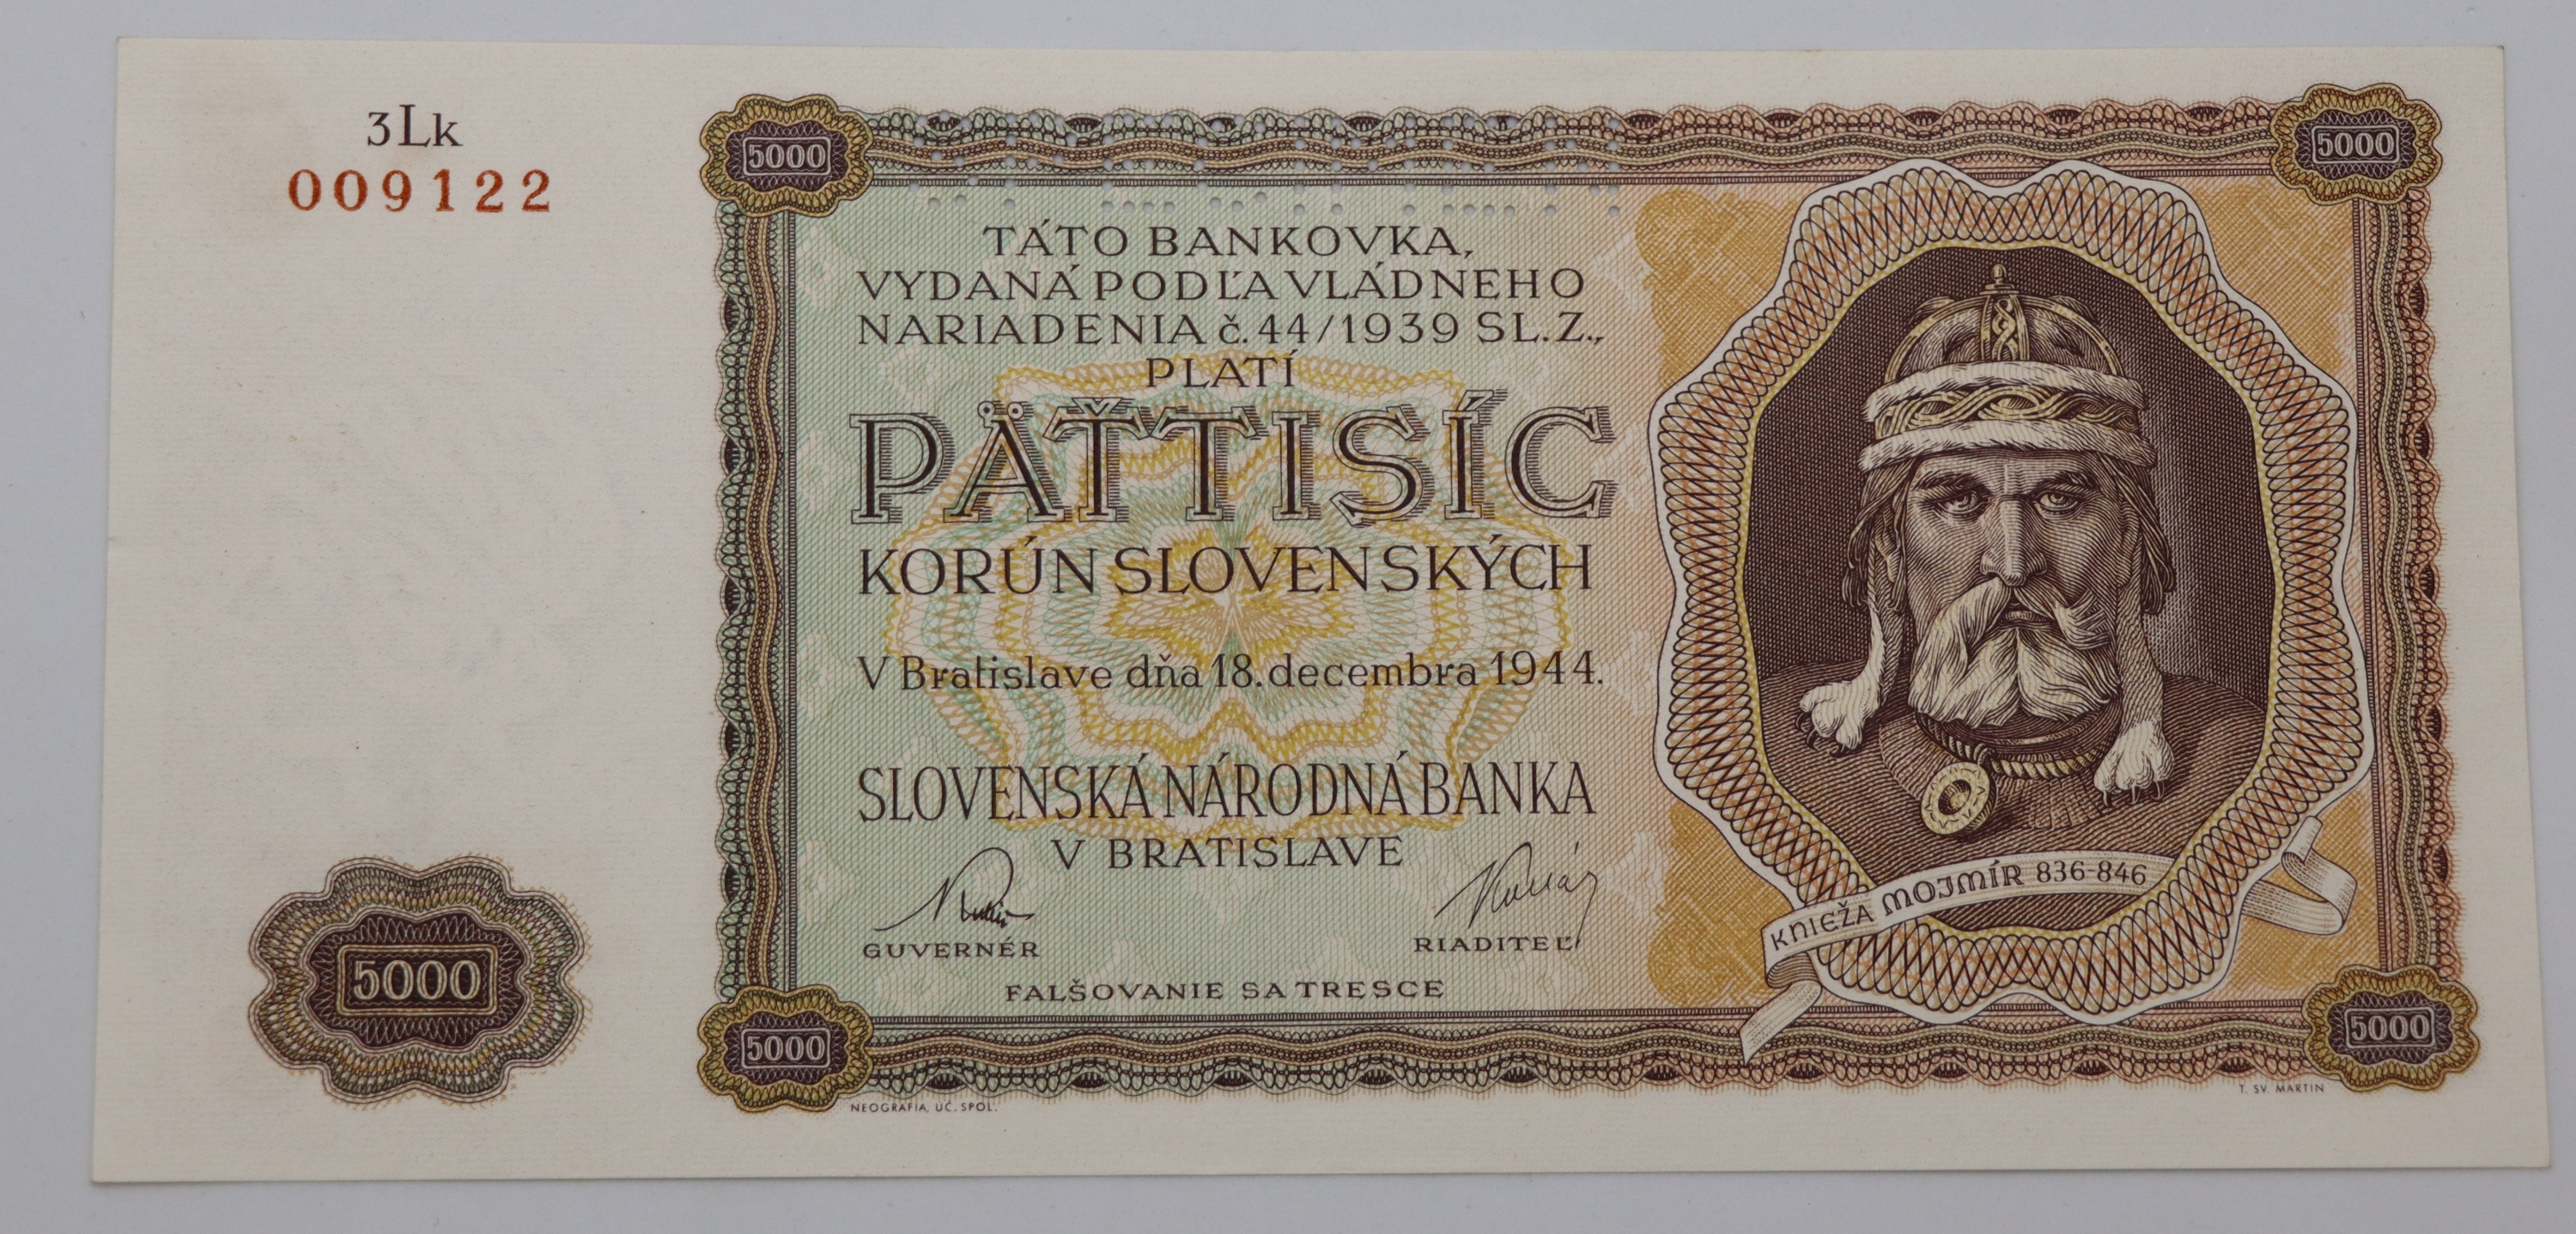 3Lk
009122
5000
5000
TÁTO BANKOVKA,
VYDANÁ PODĽA VLÁDNEHO
NARIADENIA č. 44/1939 SL. Z.,
PLATÍ
PÄŤTISÍC
KORÚN SLOVENSKÝCH
V Bratislave dňa 18. decembra 1944.
SLOVENSKÁ NÁRODNÁ BANKA
V BRATISLAVE
GUVERNÉR
RIADITEĽ
FALŠOVANIE SA TRESCE
KNIEŽA MOJMÍR 836-846
5000
5000
5000
NEOGRAFIA, UČ. SPOL.
T. SV. MARTIN